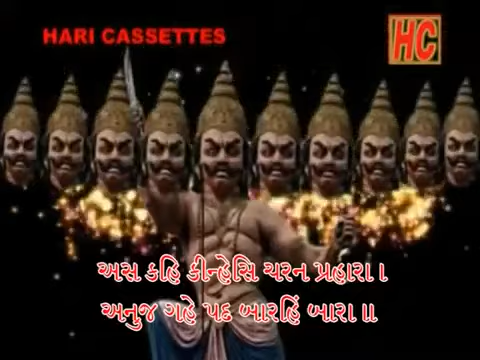 HARI CASSETTES
HC
અસ કહિ કીન્હેસિ ચરન પ્રહારા ।
અનુજ ગહે પદ બારહિં બારા ॥